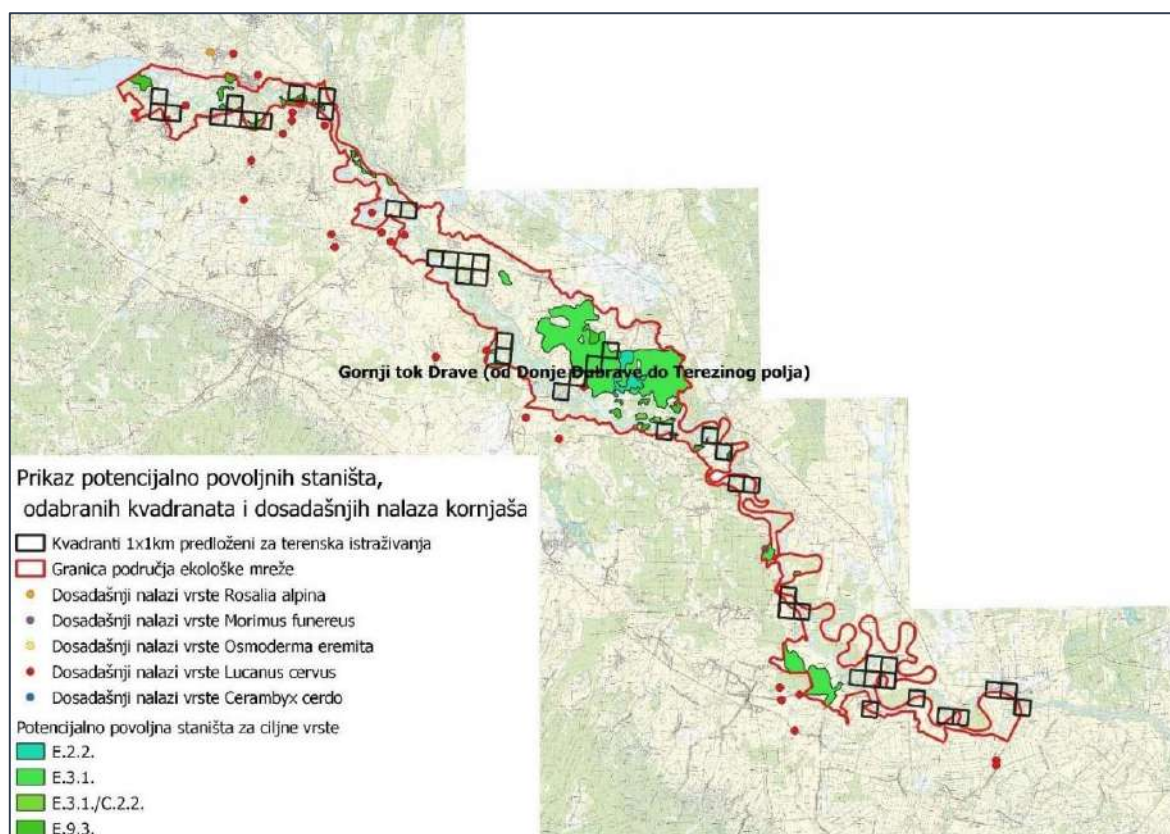 Gornji tok Drave (od Donje Dubrave do Terezinog polja)
Prikaz potencijalno povoljnih staništa,
odabranih kvadranata i dosadašnjih nalaza kornjaša
Kvadranti 1x1km predloženi za terenska istraživanja
Granica područja ekološke mreže
Dosadašnji nalazi vrste Rosalia alpina
Dosadašnji nalazi vrste Morimus funereus
Dosadašnji nalazi vrste Osmoderma eremita
Dosadašnji nalazi vrste Lucanus cervus
Dosadašnji nalazi vrste Cerambyx cerdo
Potencijalno povoljna staništa za ciljne vrste
E.2.2.
E.3.1.
E.3.1./C.2.2.
E.9.3.